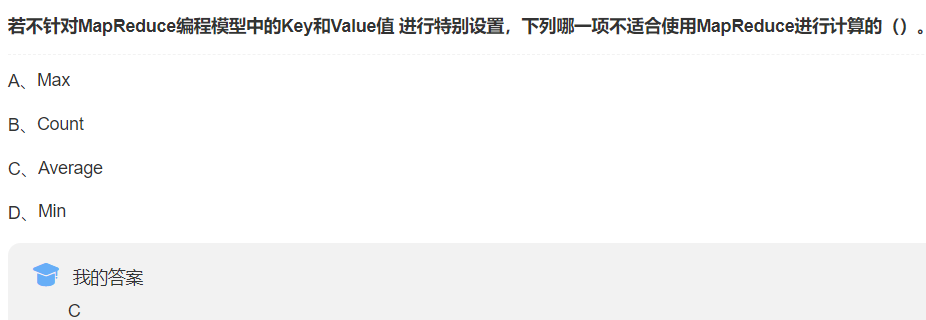 若不针对MapReduce编程模型中的Key和Value值 进行特别设置，下列哪一项不适合使用MapReduce进行计算的（）。
A、Max
B、Count
C、Average
D、Min
我的答案
C